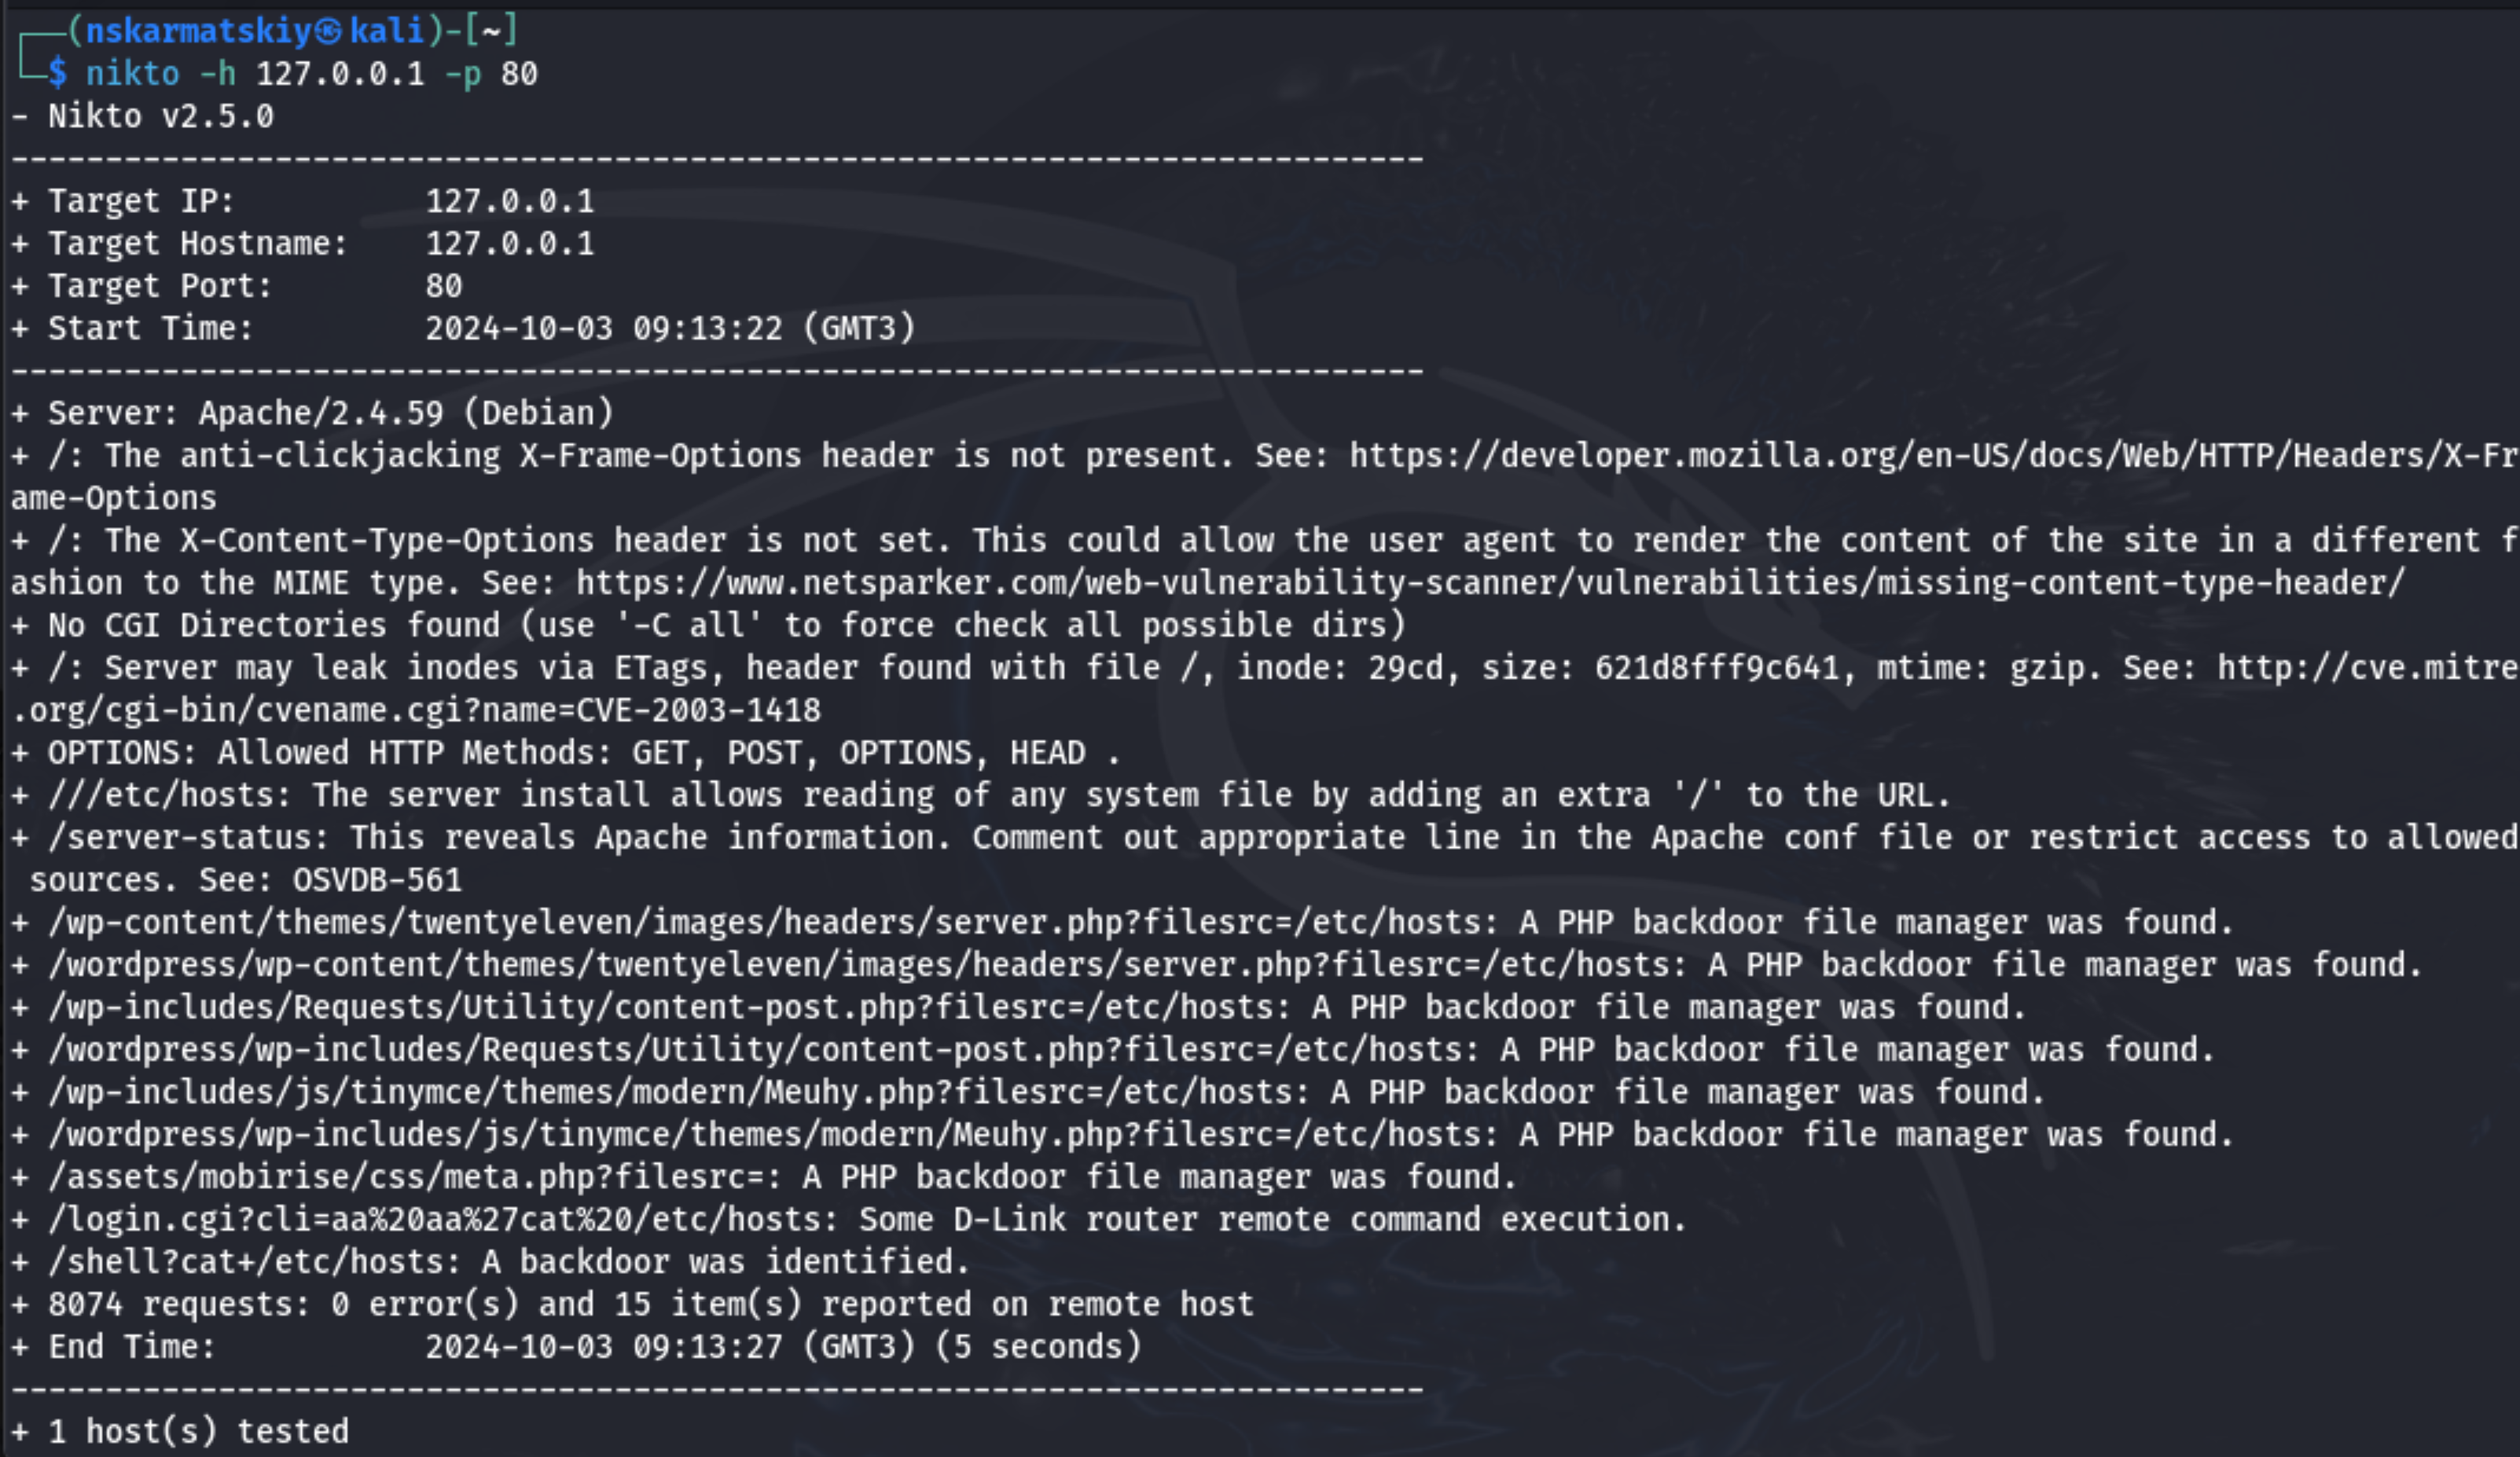 ┌──(nskarmatskiy㉿kali)-[~]
└─$ nikto -h 127.0.0.1 -p 80
- Nikto v2.5.0
---------------------------------------------------------------------------
+ Target IP:          127.0.0.1
+ Target Hostname:    127.0.0.1
+ Target Port:        80
+ Start Time:         2024-10-03 09:13:22 (GMT3)
---------------------------------------------------------------------------
+ Server: Apache/2.4.59 (Debian)
+ /: The anti-clickjacking X-Frame-Options header is not present. See: https://developer.mozilla.org/en-US/docs/Web/HTTP/Headers/X-Fr
ame-Options
+ /: The X-Content-Type-Options header is not set. This could allow the user agent to render the content of the site in a different f
ashion to the MIME type. See: https://www.netsparker.com/web-vulnerability-scanner/vulnerabilities/missing-content-type-header/
+ No CGI Directories found (use '-C all' to force check all possible dirs)
+ /: Server may leak inodes via ETags, header found with file /, inode: 29cd, size: 621d8fff9c641, mtime: gzip. See: http://cve.mitre
.org/cgi-bin/cvename.cgi?name=CVE-2003-1418
+ OPTIONS: Allowed HTTP Methods: GET, POST, OPTIONS, HEAD .
+ ///etc/hosts: The server install allows reading of any system file by adding an extra '/' to the URL.
+ /server-status: This reveals Apache information. Comment out appropriate line in the Apache conf file or restrict access to allowed
 sources. See: OSVDB-561
+ /wp-content/themes/twentyeleven/images/headers/server.php?filesrc=/etc/hosts: A PHP backdoor file manager was found.
+ /wordpress/wp-content/themes/twentyeleven/images/headers/server.php?filesrc=/etc/hosts: A PHP backdoor file manager was found.
+ /wp-includes/Requests/Utility/content-post.php?filesrc=/etc/hosts: A PHP backdoor file manager was found.
+ /wordpress/wp-includes/Requests/Utility/content-post.php?filesrc=/etc/hosts: A PHP backdoor file manager was found.
+ /wp-includes/js/tinymce/themes/modern/Meuhy.php?filesrc=/etc/hosts: A PHP backdoor file manager was found.
+ /wordpress/wp-includes/js/tinymce/themes/modern/Meuhy.php?filesrc=/etc/hosts: A PHP backdoor file manager was found.
+ /assets/mobirise/css/meta.php?filesrc=: A PHP backdoor file manager was found.
+ /login.cgi?cli=aa%20aa%27cat%20/etc/hosts: Some D-Link router remote command execution.
+ /shell?cat+/etc/hosts: A backdoor was identified.
+ 8074 requests: 0 error(s) and 15 item(s) reported on remote host
+ End Time:           2024-10-03 09:13:27 (GMT3) (5 seconds)
---------------------------------------------------------------------------
+ 1 host(s) tested